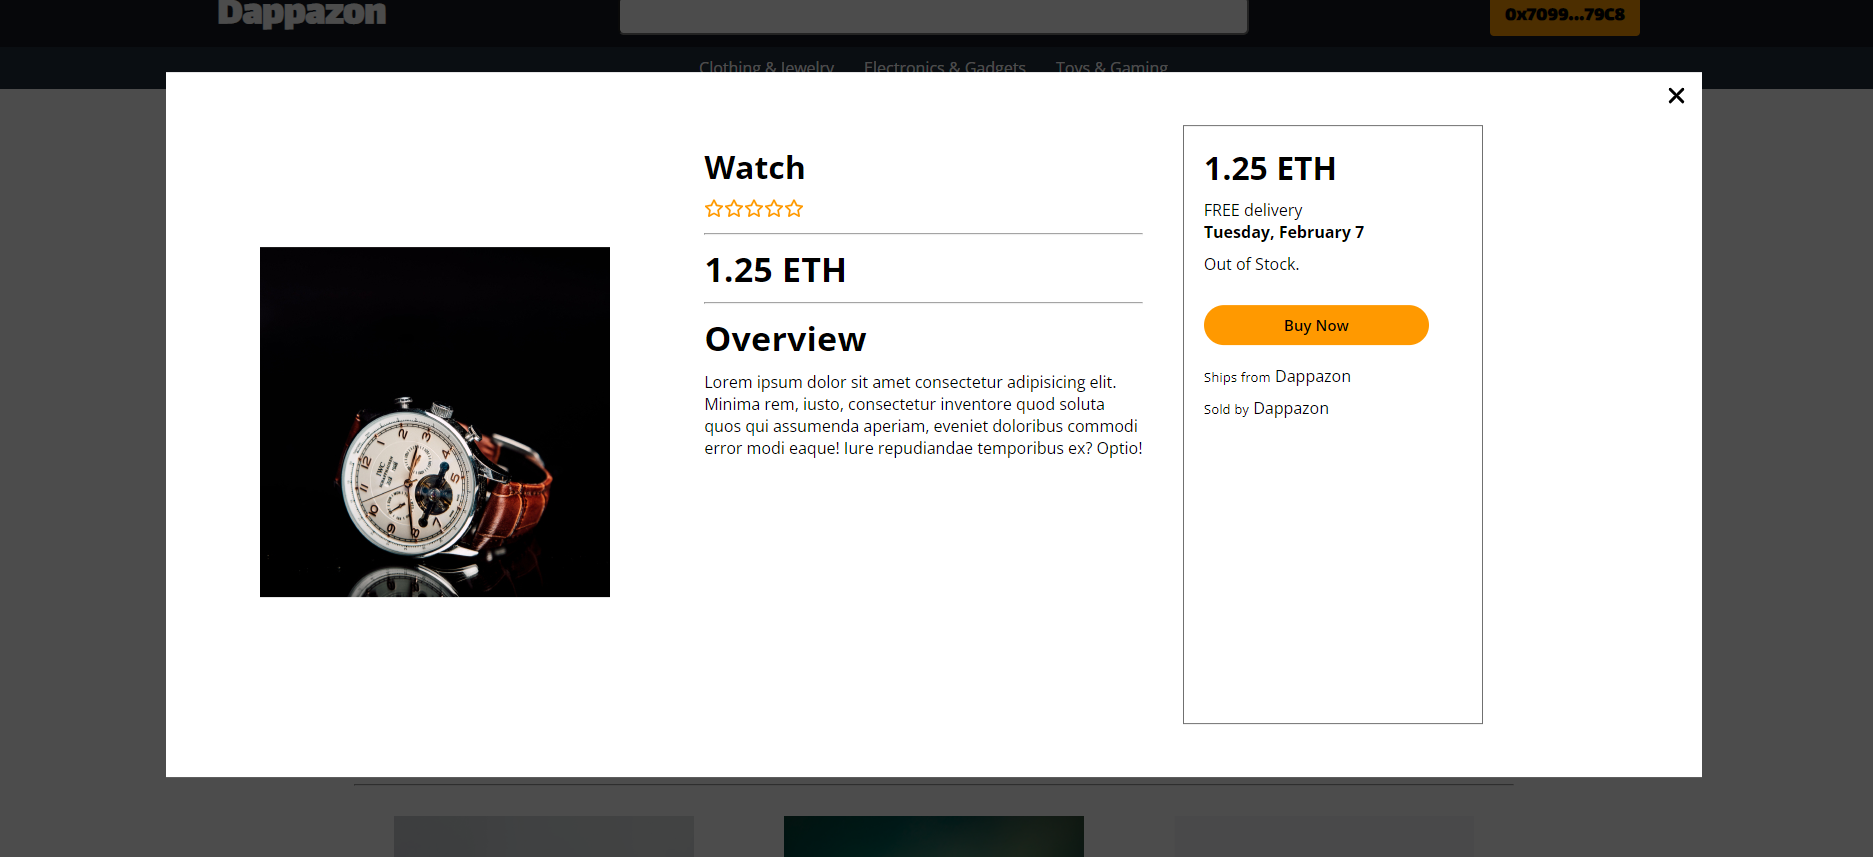 Dappazon
0x7099...79C8
Clothing & Jewelry
Electronics & Gadgets
Toys & Gaming
Watch
1.25 ETH
Overview
Lorem ipsum dolor sit amet consectetur adipisicing elit.
Minima rem, iusto, consectetur inventore quod soluta
quos qui assumenda aperiam, eveniet doloribus commodi
error modi eaque! Iure repudiandae temporibus ex? Optio!
1.25 ETH
FREE delivery
Tuesday, February 7
Out of Stock.
Buy Now
Ships from Dappazon
Sold by Dappazon
IWC